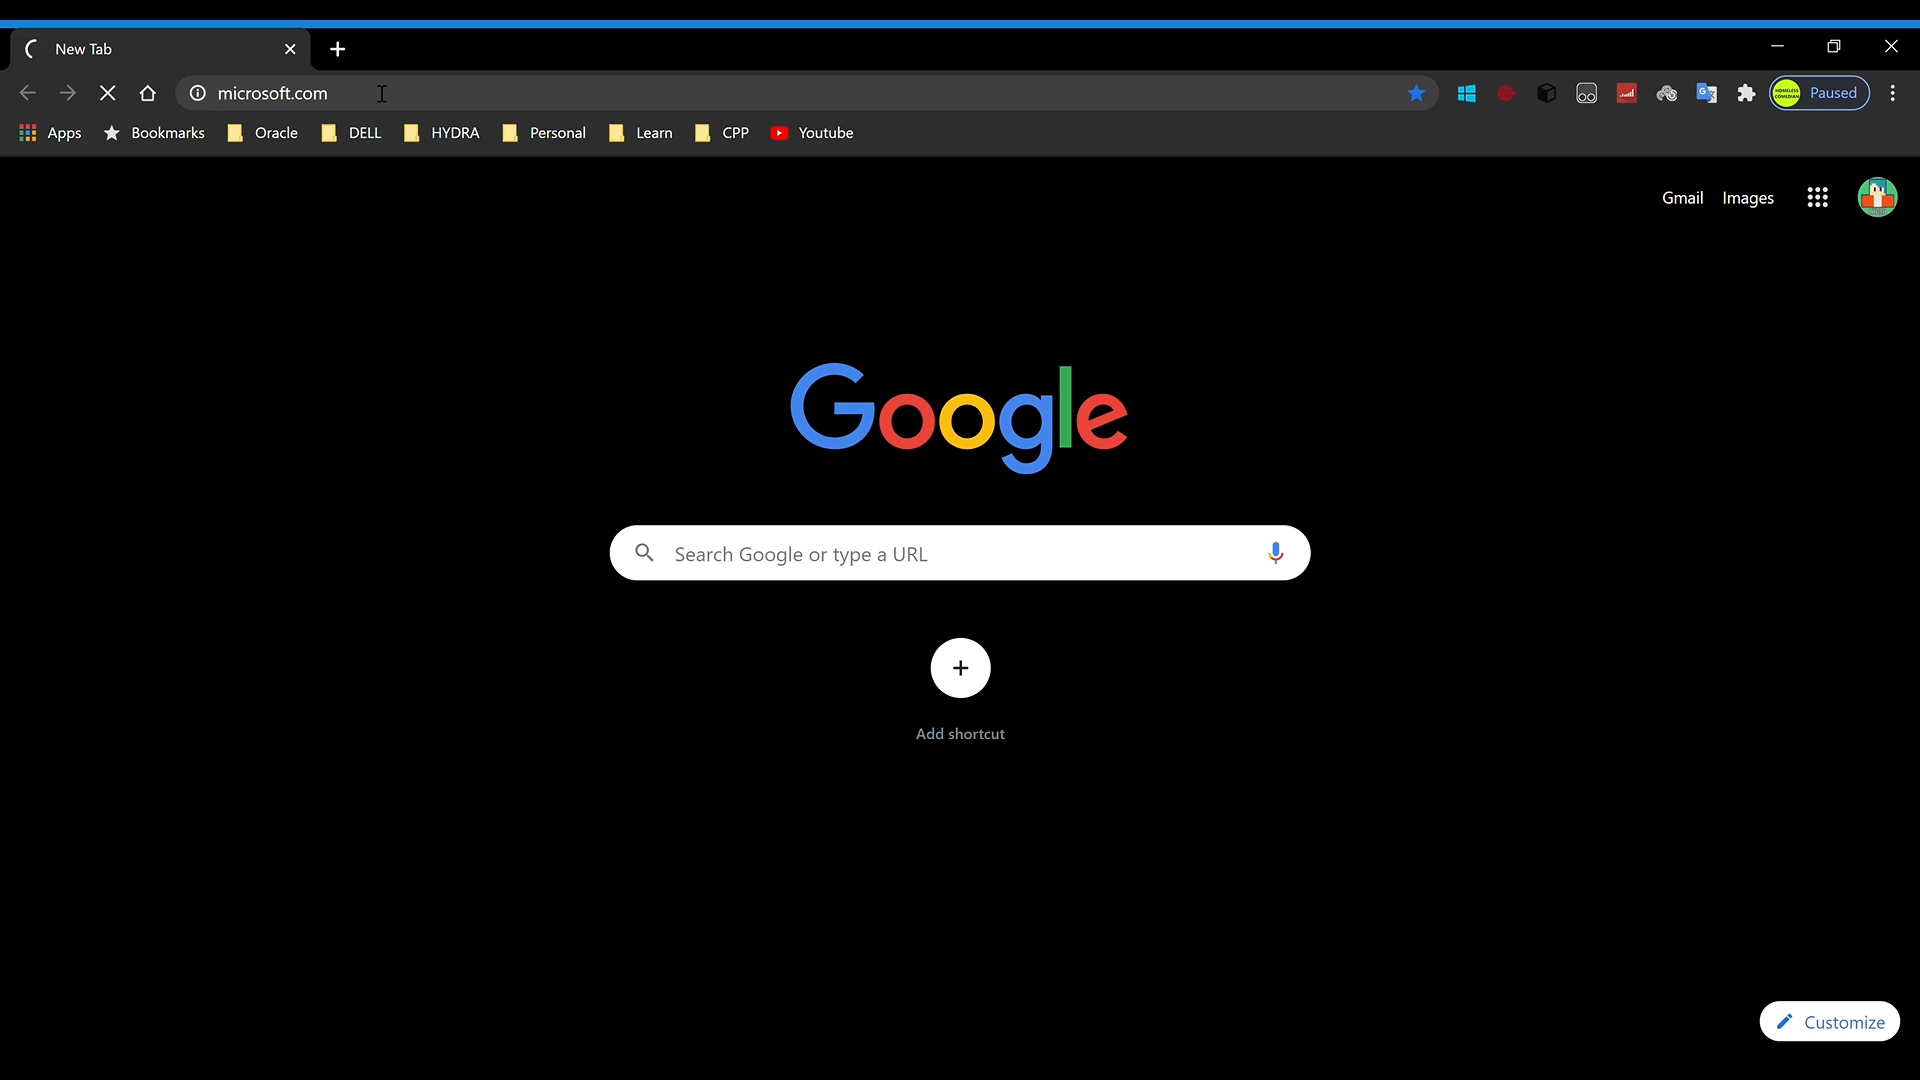 New Tab
microsoft.com
Paused
Apps Bookmarks Oracle DELL HYDRA Personal Learn CPP Youtube
Gmail Images
Google
Search Google or type a URL
Add shortcut
Customize